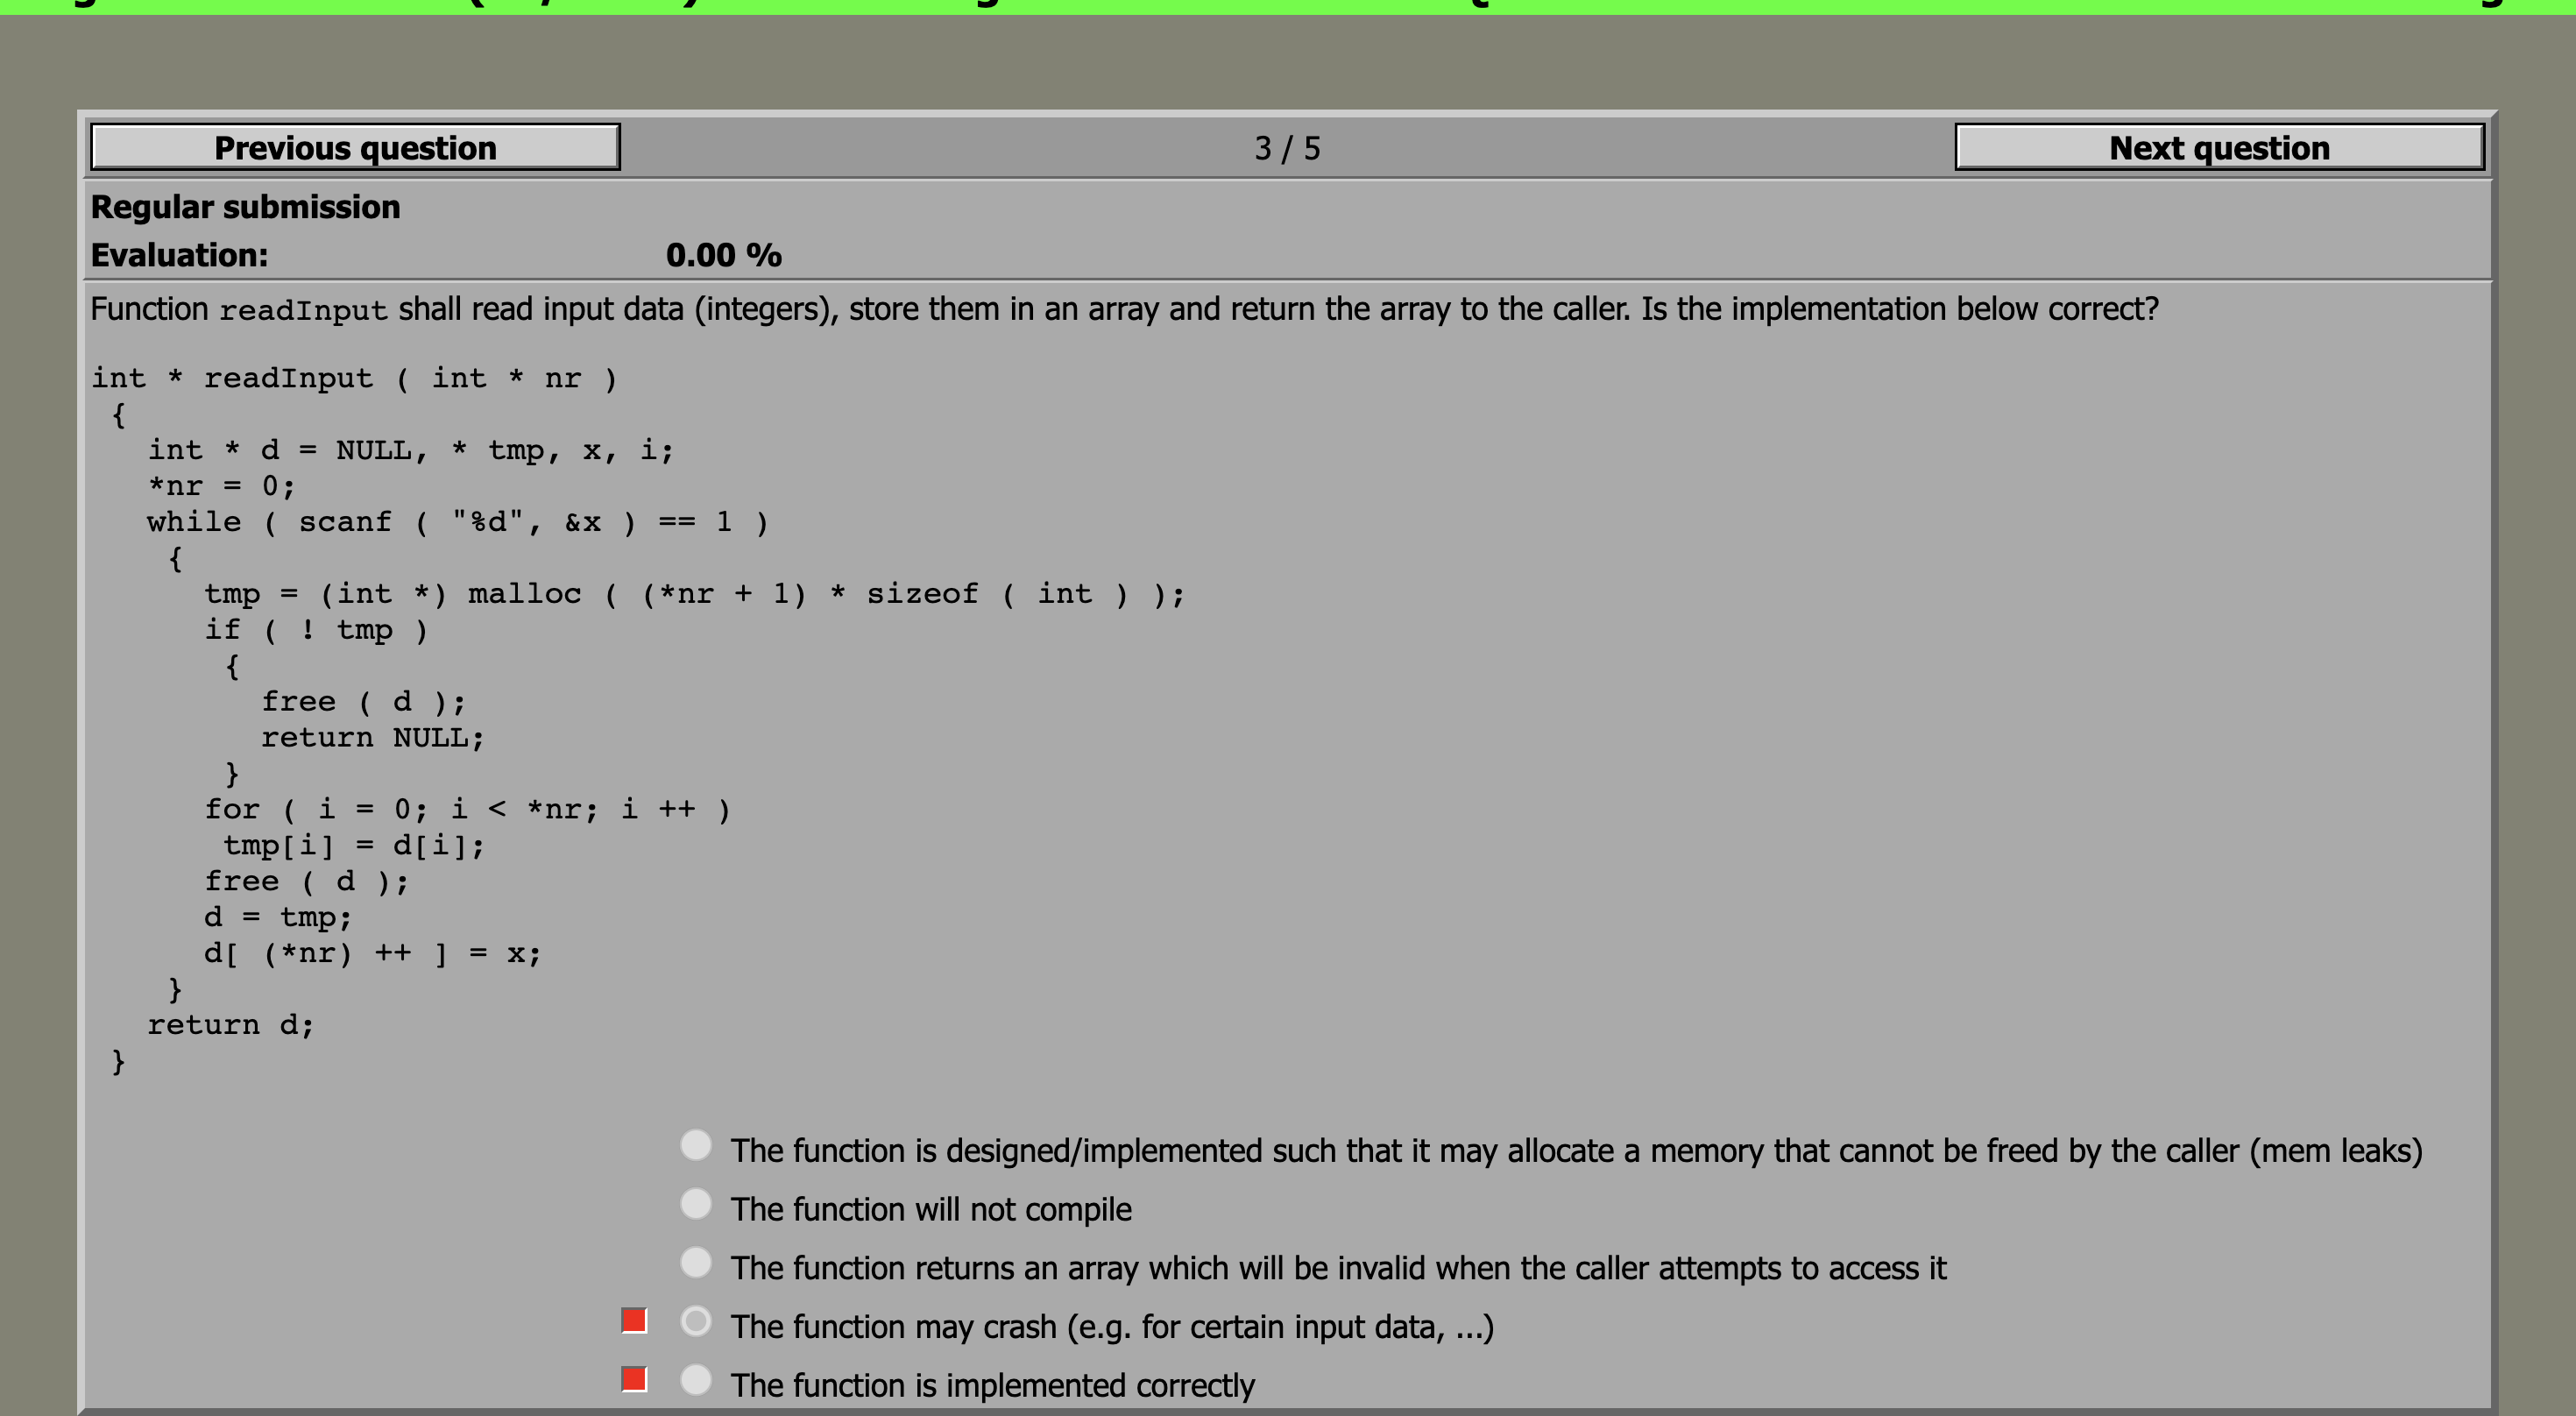 Previous question
3 / 5
Next question
Regular submission
Evaluation: 0.00 %
Function readInput shall read input data (integers), store them in an array and return the array to the caller. Is the implementation below correct?
int * readInput ( int * nr )
{
int * d = NULL, * tmp, x, i;
*nr = 0;
while ( scanf ( "%d", &x ) == 1 )
{
tmp = (int *) malloc ( (*nr + 1) * sizeof ( int ) );
if ( ! tmp )
{
free ( d );
return NULL;
}
for ( i = 0; i < *nr; i ++ )
tmp[i] = d[i];
free ( d );
d = tmp;
d[ (*nr) ++ ] = x;
}
return d;
}
The function is designed/implemented such that it may allocate a memory that cannot be freed by the caller (mem leaks)
The function will not compile
The function returns an array which will be invalid when the caller attempts to access it
The function may crash (e.g. for certain input data, ...)
The function is implemented correctly